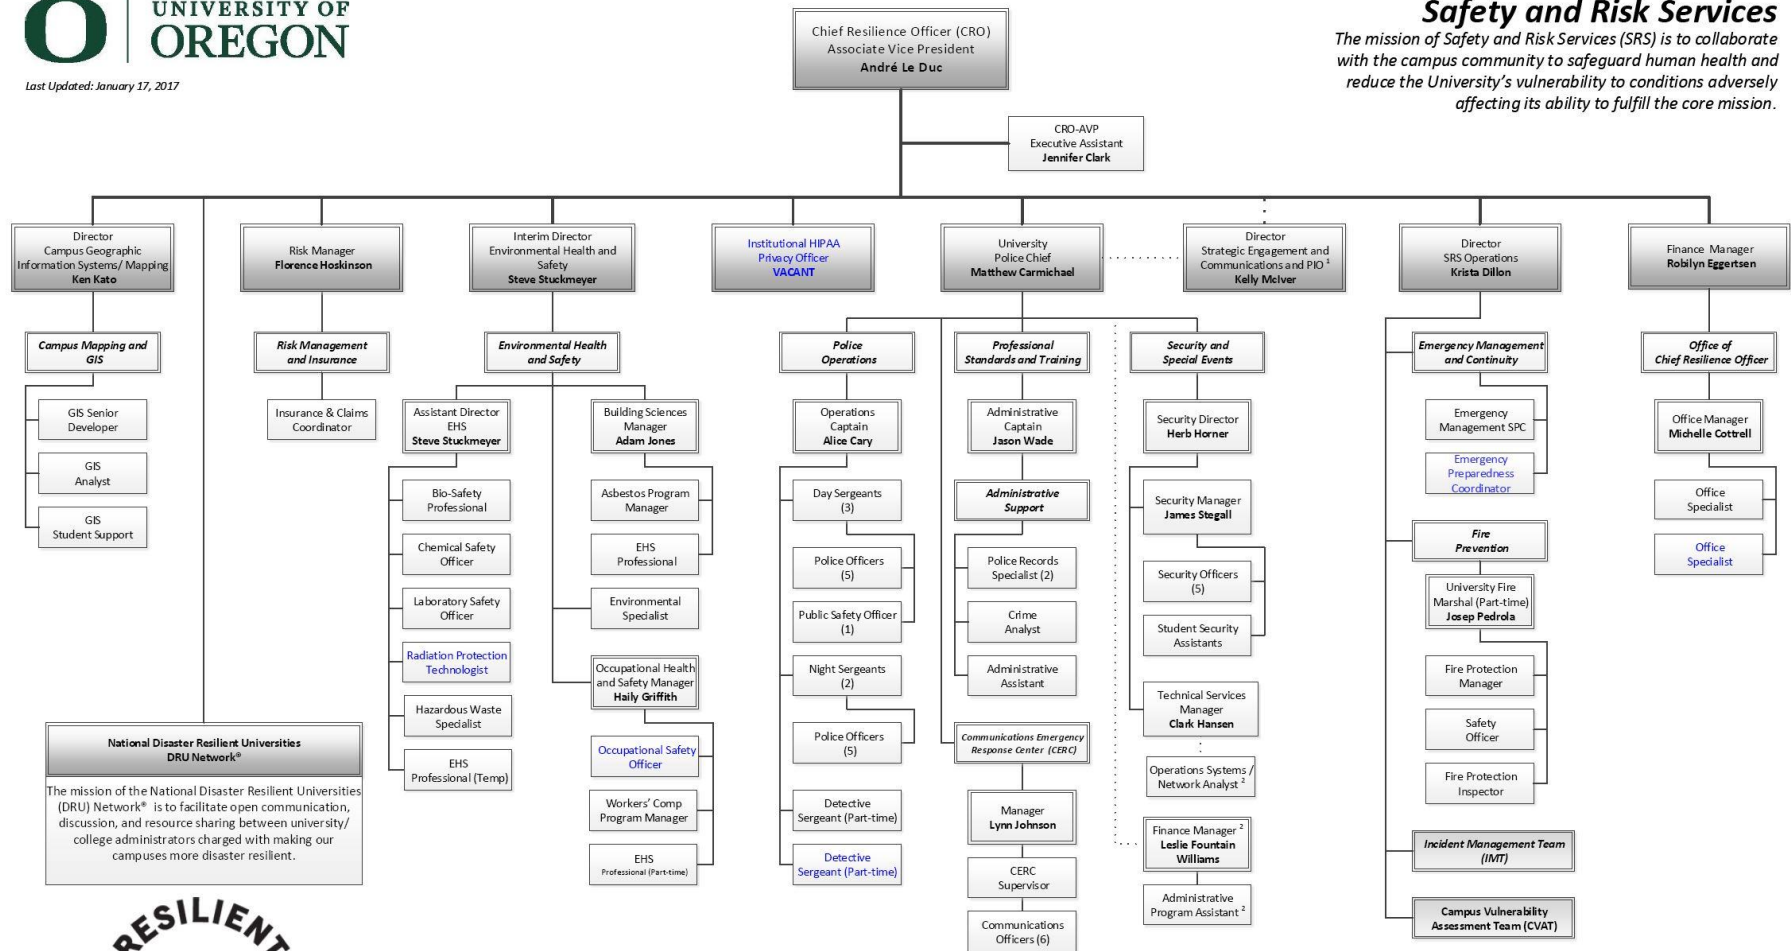 UNIVERSITY OF
OREGON
Last Updated: January 17, 2017
Safety and Risk Services
The mission of Safety and Risk Services (SRS) is to collaborate
with the campus community to safeguard human health and
reduce the University's vulnerability to conditions adversely
affecting its ability to fulfill the core mission.
Chief Resilience Officer (CRO)
Associate Vice President
André Le Duc
CRO-AVP
Executive Assistant
Jennifer Clark
Director
Campus Geographic
Information Systems/ Mapping
Ken Kato
Risk Manager
Florence Hoskinson
Interim Director
Environmental Health and
Safety
Steve Stuckmeyer
Institutional HIPAA
Privacy Officer
VACANT
University
Police Chief
Matthew Carmichael
Director
Strategic Engagement and
Communications and PIO 1
Kelly McIver
Director
SRS Operations
Krista Dillon
Finance Manager
Robilyn Eggertsen
Campus Mapping and
GIS
GIS Senior
Developer
GIS
Analyst
GIS
Student Support
Risk Management
and Insurance
Insurance & Claims
Coordinator
Environmental Health
and Safety
Assistant Director
EHS
Steve Stuckmeyer
Bio-Safety
Professional
Chemical Safety
Officer
Laboratory Safety
Officer
Radiation Protection
Technologist
Hazardous Waste
Specialist
EHS
Professional (Temp)
Building Sciences
Manager
Adam Jones
Asbestos Program
Manager
EHS
Professional
Environmental
Specialist
Occupational Health
and Safety Manager
Haily Griffith
Occupational Safety
Officer
Workers' Comp
Program Manager
EHS
Professional (Part-time)
Police
Operations
Operations
Captain
Alice Cary
Day Sergeants
(3)
Police Officers
(5)
Public Safety Officer
(1)
Night Sergeants
(2)
Police Officers
(5)
Detective
Sergeant (Part-time)
Detective
Sergeant (Part-time)
Professional
Standards and Training
Administrative
Captain
Jason Wade
Administrative
Support
Police Records
Specialist (2)
Crime
Analyst
Administrative
Assistant
Communications Emergency
Response Center (CERC)
Manager
Lynn Johnson
CERC
Supervisor
Communications
Officers (6)
Security and
Special Events
Security Director
Herb Horner
Security Manager
James Stegall
Security Officers
(5)
Student Security
Assistants
Technical Services
Manager
Clark Hansen
Operations Systems /
Network Analyst 2
Finance Manager 2
Leslie Fountain
Williams
Administrative
Program Assistant 2
Emergency Management
and Continuity
Emergency
Management SPC
Emergency
Preparedness
Coordinator
Fire
Prevention
University Fire
Marshal (Part-time)
Josep Pedrola
Fire Protection
Manager
Safety
Officer
Fire Protection
Inspector
Incident Management Team
(IMT)
Campus Vulnerability
Assessment Team (CVAT)
Office of
Chief Resilience Officer
Office Manager
Michelle Cottrell
Office
Specialist
Office
Specialist
National Disaster Resilient Universities
DRU Network®
The mission of the National Disaster Resilient Universities
(DRU) Network® is to facilitate open communication,
discussion, and resource sharing between university/
college administrators charged with making our
campuses more disaster resilient.
RESILIENT